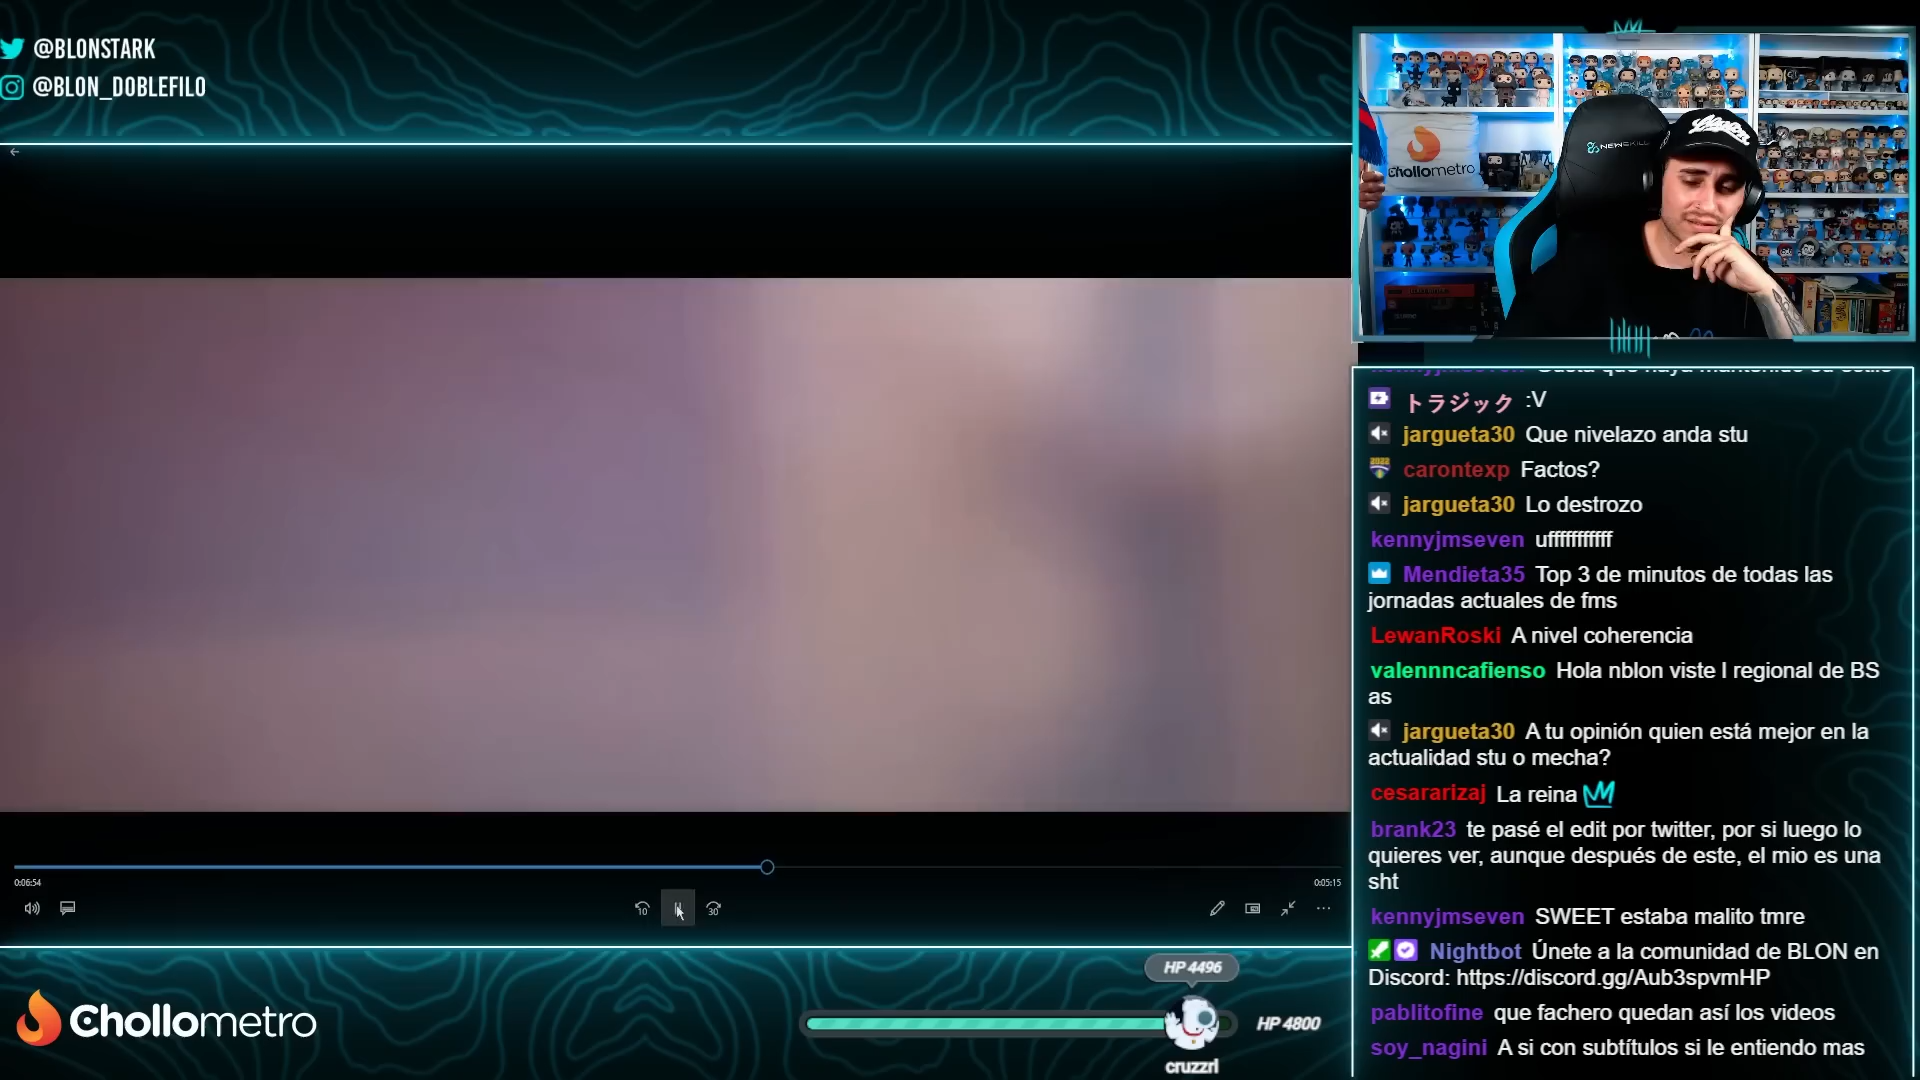 @BLONSTARK
@BLON_DOBLEFILO
Chollometro
NEWSKILL
トラジック :V
jargueta30 Que nivelazo anda stu
carontexp Factos?
jargueta30 Lo destrozo
kennyjmseven ufffffffffff
Mendieta35 Top 3 de minutos de todas las
jornadas actuales de fms
LewanRoski A nivel coherencia
valennncafienso Hola nblon viste l regional de BS
as
jargueta30 A tu opinión quien está mejor en la
actualidad stu o mecha?
cesararizaj La reina
brank23 te pasé el edit por twitter, por si luego lo
quieres ver, aunque después de este, el mio es una
sht
kennyjmseven SWEET estaba malito tmre
Nightbot Únete a la comunidad de BLON en
Discord: https://discord.gg/Aub3spvmHP
pablitofine que fachero quedan así los videos
soy_nagini A si con subtítulos si le entiendo mas
0:06:54
0:05:15
10
30
Chollometro
HP 4496
HP 4800
cruzzrl